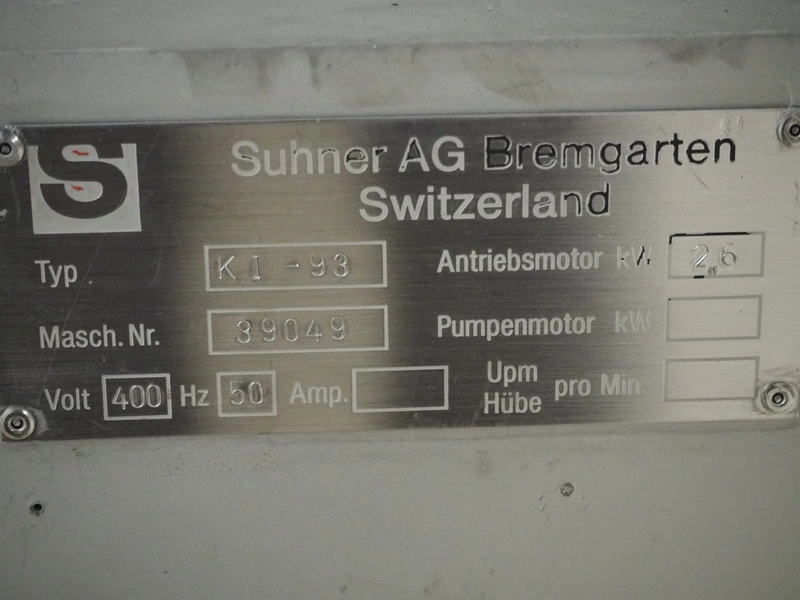 S Suhner AG Bremgarten
Switzerland
Typ KI-93 Antriebsmotor kW 2.6
Masch. Nr. 39049 Pumpenmotor kW
Volt 400 Hz 50 Amp. Upm Hübe pro Min.